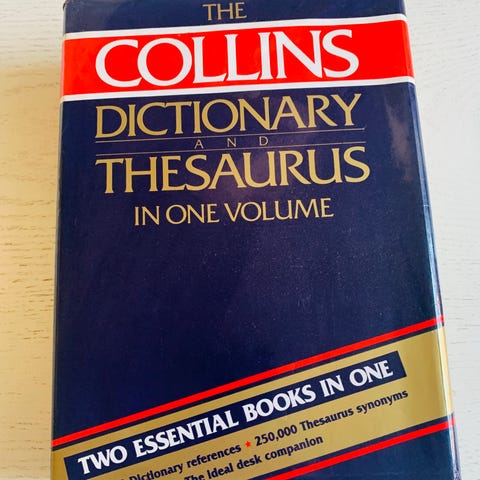 THE
COLLINS
DICTIONARY
AND
THESAURUS
IN ONE VOLUME
TWO ESSENTIAL BOOKS IN ONE
Dictionary references ★ 250,000 Thesaurus synonyms
The ideal desk companion